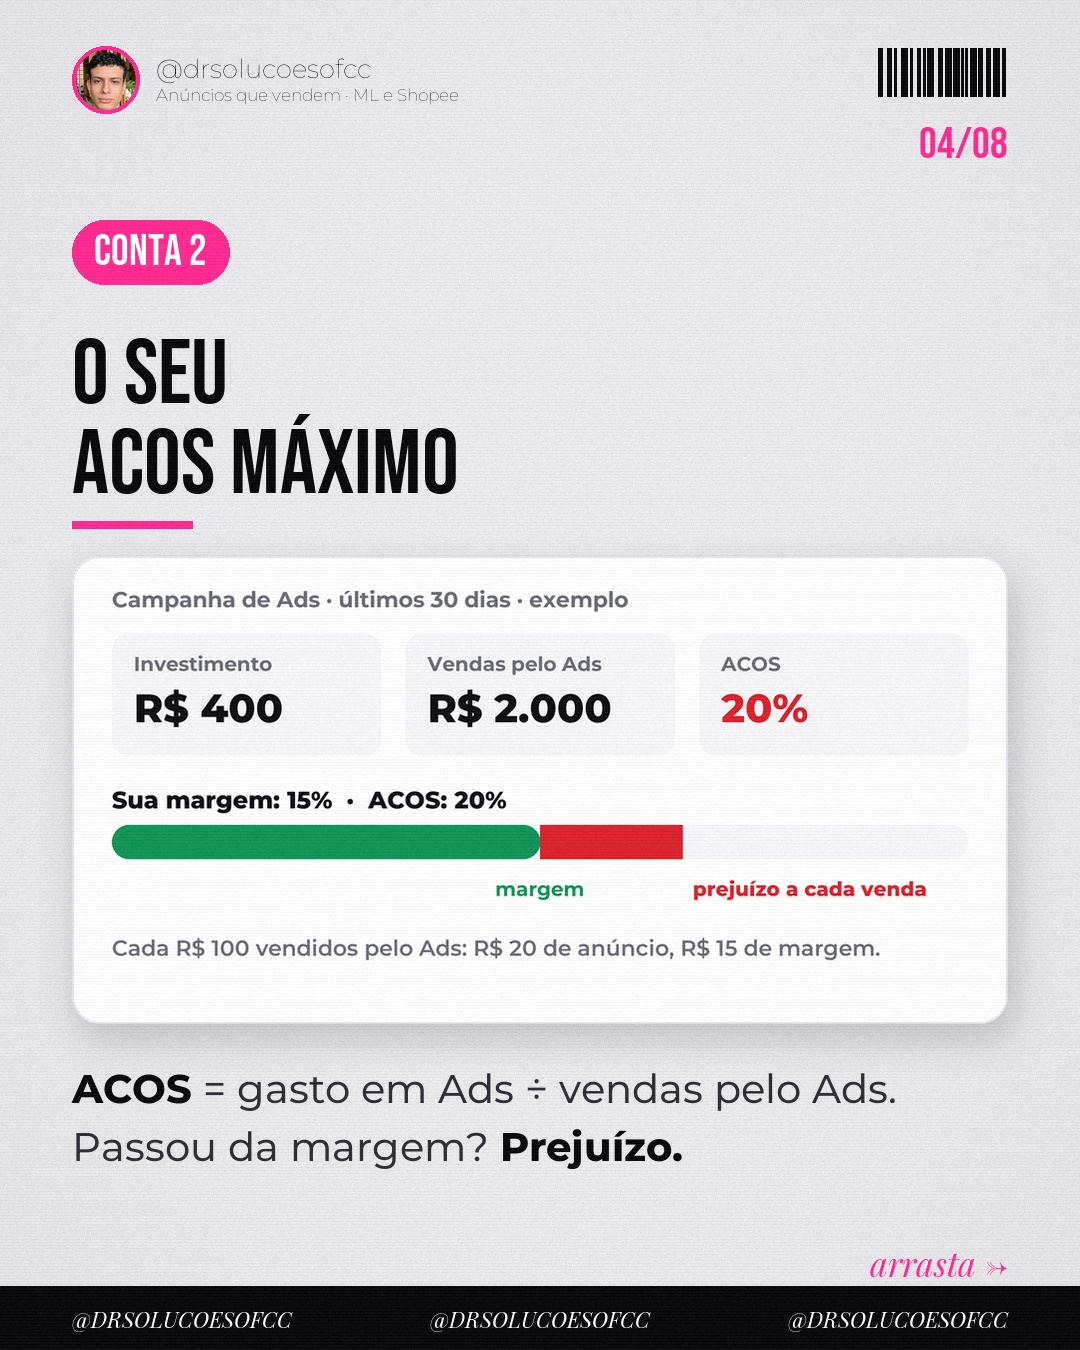 @drsolucoesofcc
Anúncios que vendem · ML e Shopee
04/08
CONTA 2
O SEU
ACOS MÁXIMO
Campanha de Ads · últimos 30 dias · exemplo
Investimento
R$ 400
Vendas pelo Ads
R$ 2.000
ACOS
20%
Sua margem: 15% · ACOS: 20%
margem
prejuízo a cada venda
Cada R$ 100 vendidos pelo Ads: R$ 20 de anúncio, R$ 15 de margem.
ACOS = gasto em Ads ÷ vendas pelo Ads.
Passou da margem? Prejuízo.
arrasta
@DRSOLUCOESOFCC @DRSOLUCOESOFCC @DRSOLUCOESOFCC